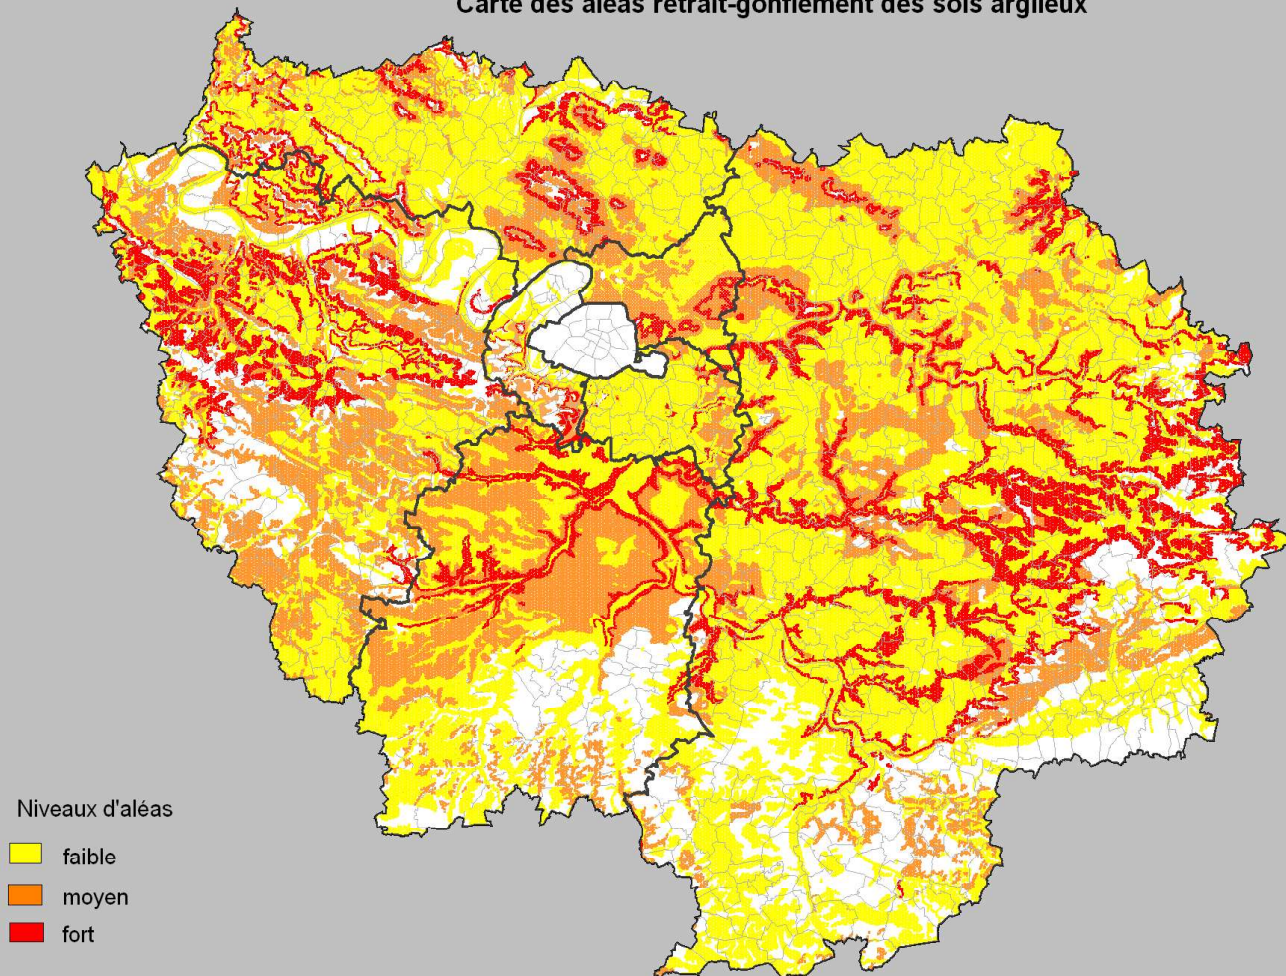 Carte des aléas retrait-gonflement des sols argileux
Niveaux d'aléas
faible
moyen
fort